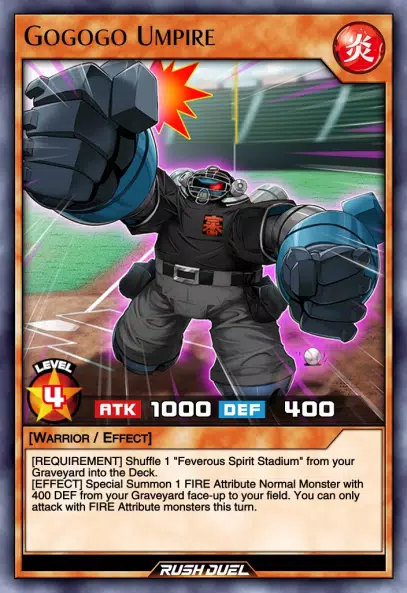 GOGOGO UMPIRE
炎
審
LEVEL
4
ATK 1000 DEF 400
[WARRIOR / EFFECT]
[REQUIREMENT] Shuffle 1 "Feverous Spirit Stadium" from your
Graveyard into the Deck.
[EFFECT] Special Summon 1 FIRE Attribute Normal Monster with
400 DEF from your Graveyard face-up to your field. You can only
attack with FIRE Attribute monsters this turn.
RUSH DUEL